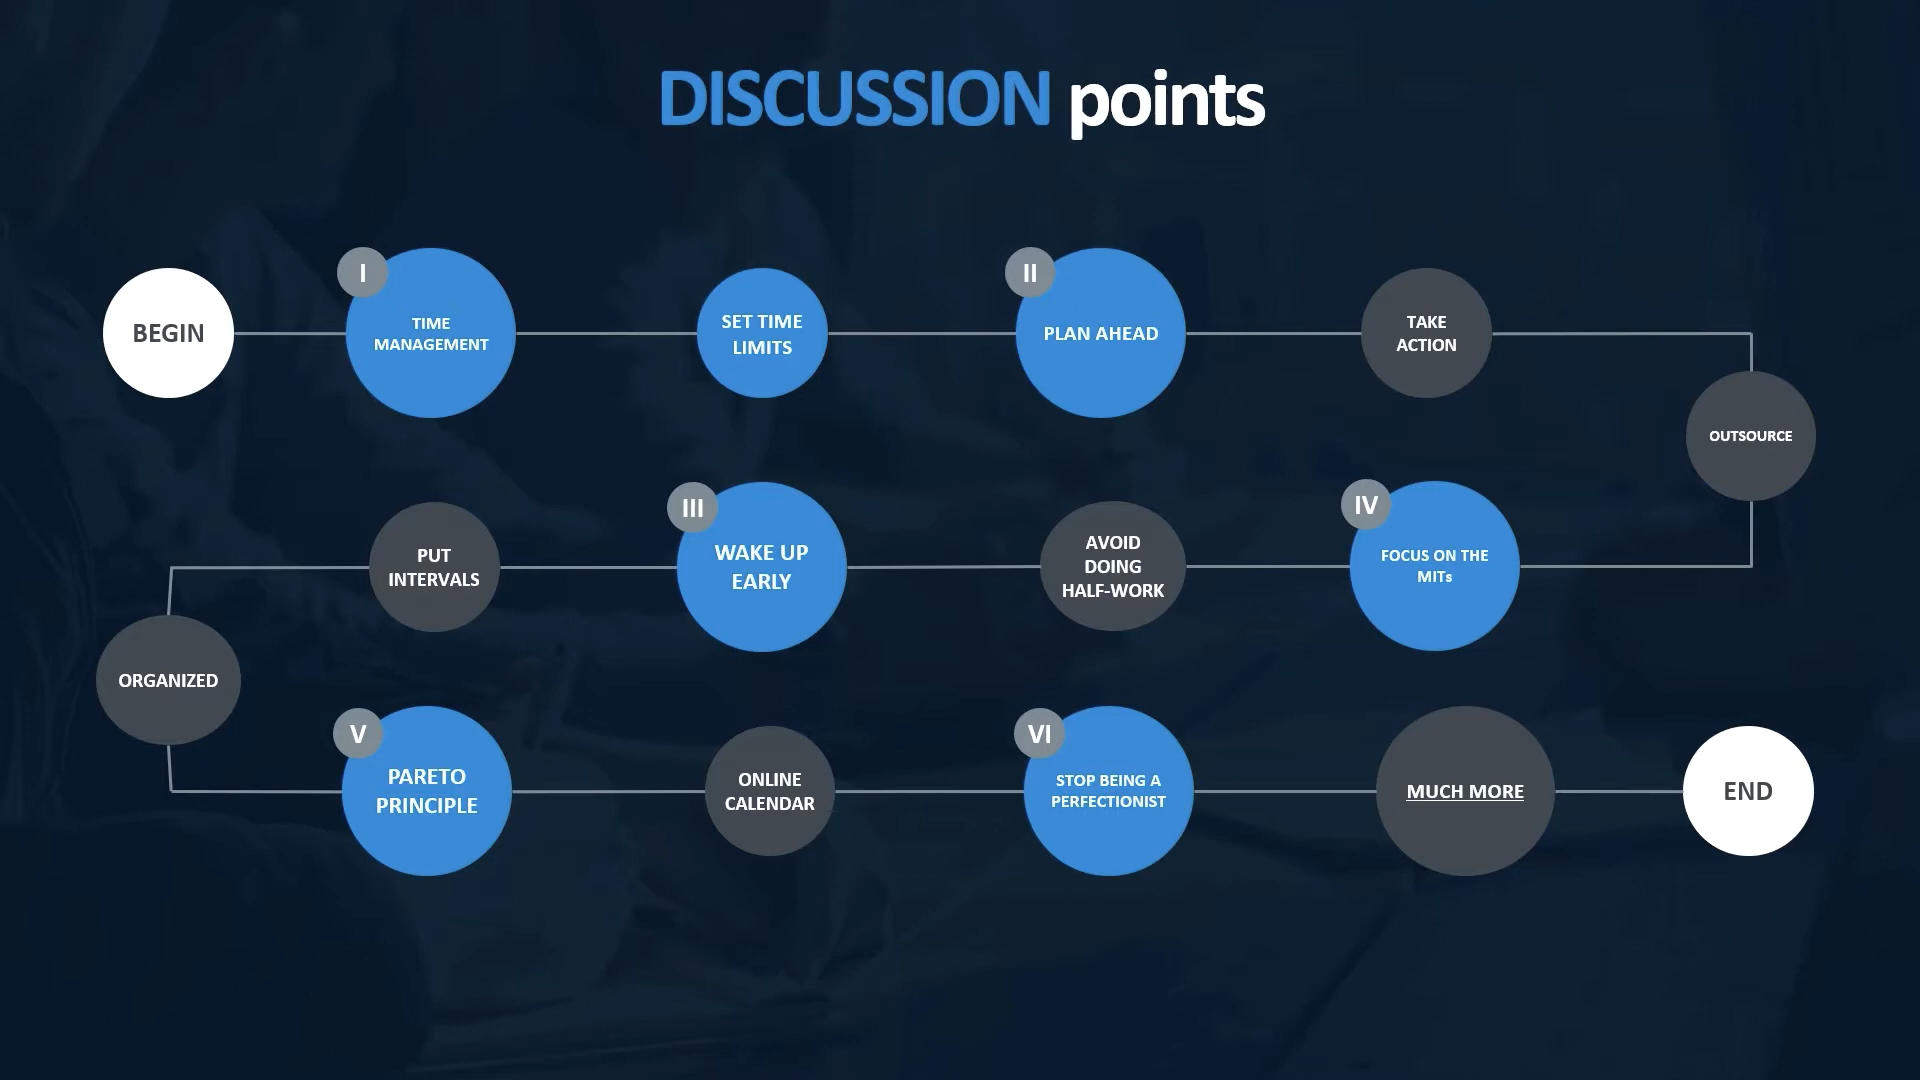 DISCUSSION points
BEGIN
I
TIME
MANAGEMENT
SET TIME
LIMITS
II
PLAN AHEAD
TAKE
ACTION
OUTSOURCE
PUT
INTERVALS
III
WAKE UP
EARLY
AVOID
DOING
HALF-WORK
IV
FOCUS ON THE
MITs
ORGANIZED
V
PARETO
PRINCIPLE
ONLINE
CALENDAR
VI
STOP BEING A
PERFECTIONIST
MUCH MORE
END